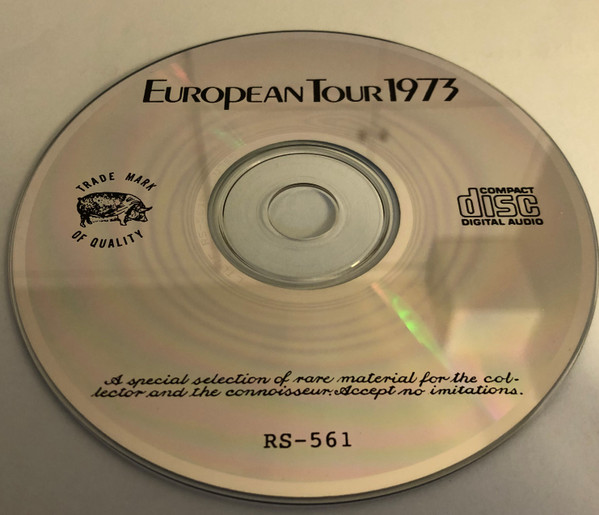 EUROPEAN TOUR 1973
TRADE MARK
OF QUALITY
COMPACT
disc
DIGITAL AUDIO
A special selection of rare material for the col-
lector and the connoisseur. Accept no imitations.
RS-561